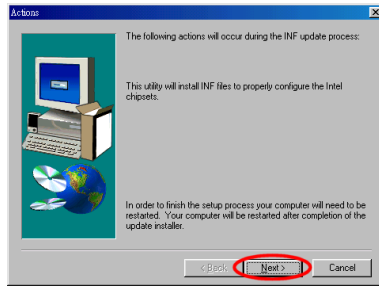 Actions
The following actions will occur during the INF update process:
This utility will install INF files to properly configure the Intel
chipsets.
In order to finish the setup process your computer will need to be
restarted. Your computer will be restarted after completion of the
update installer.
< Back
Next >
Cancel